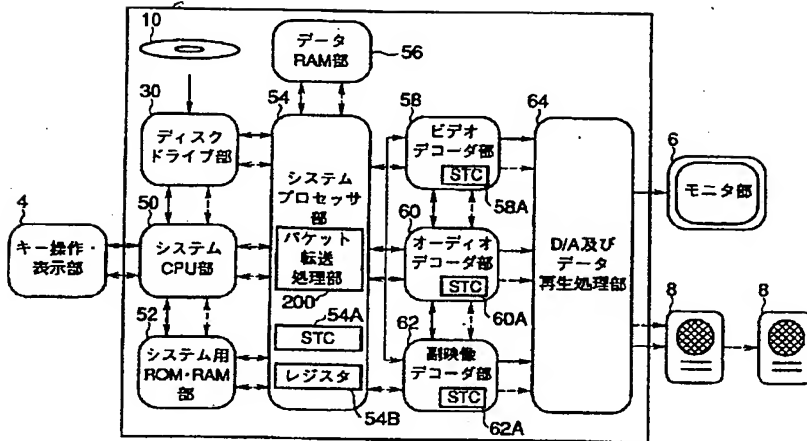 10
データ
RAM部
56
30
54
58
64
ディスク
ドライブ部
ビデオ
デコーダ部
STC
58A
6
モニタ部
システム
プロセッサ
部
4
キー操作・
表示部
50
システム
CPU部
パケット
転送
処理部
200
60
オーディオ
デコーダ部
STC
60A
D/A及び
データ
再生処理部
8
8
52
システム用
ROM・RAM
部
54A
STC
レジスタ
54B
62
副映像
デコーダ部
STC
62A